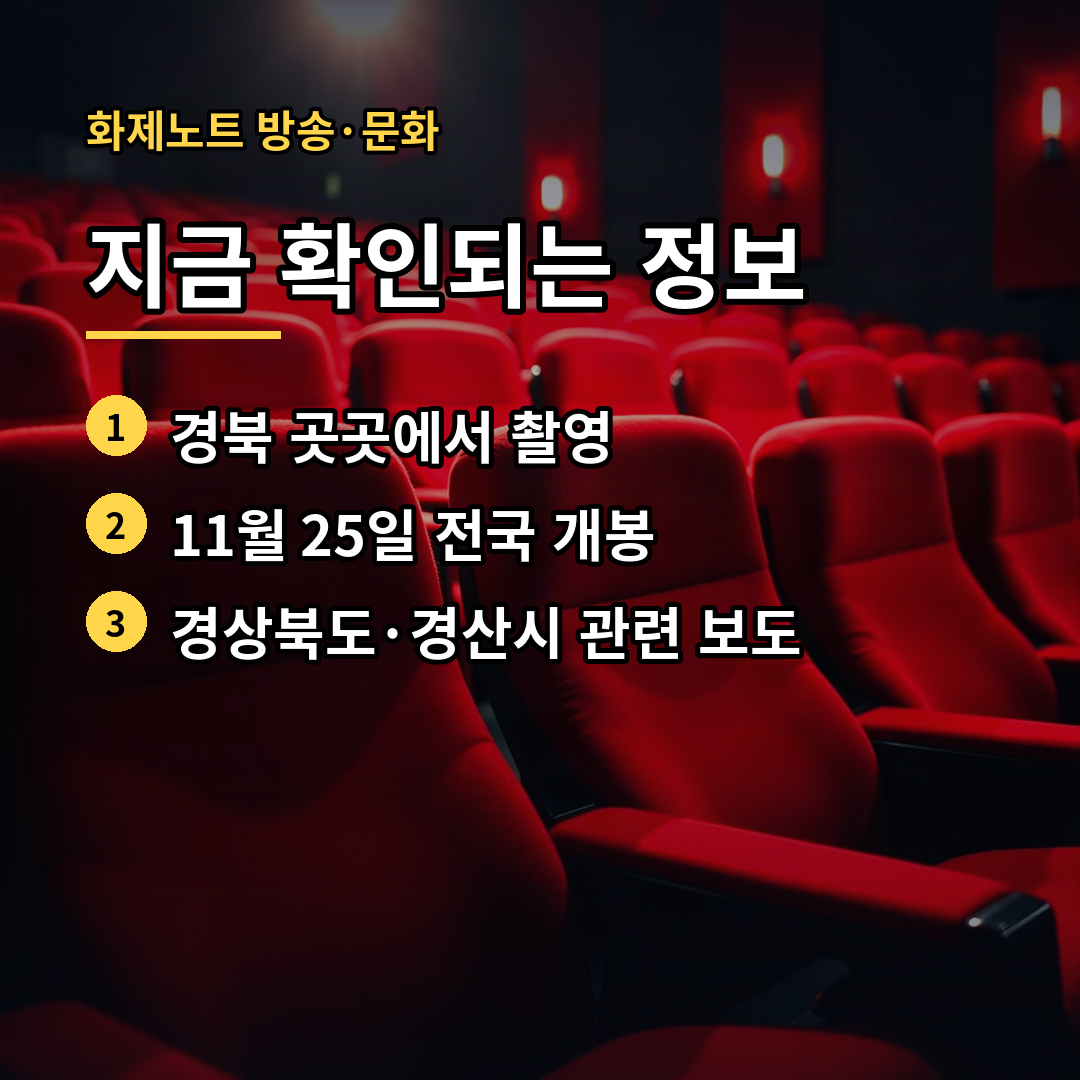 화제노트 방송·문화
지금 확인되는 정보
1 경북 곳곳에서 촬영
2 11월 25일 전국 개봉
3 경상북도·경산시 관련 보도